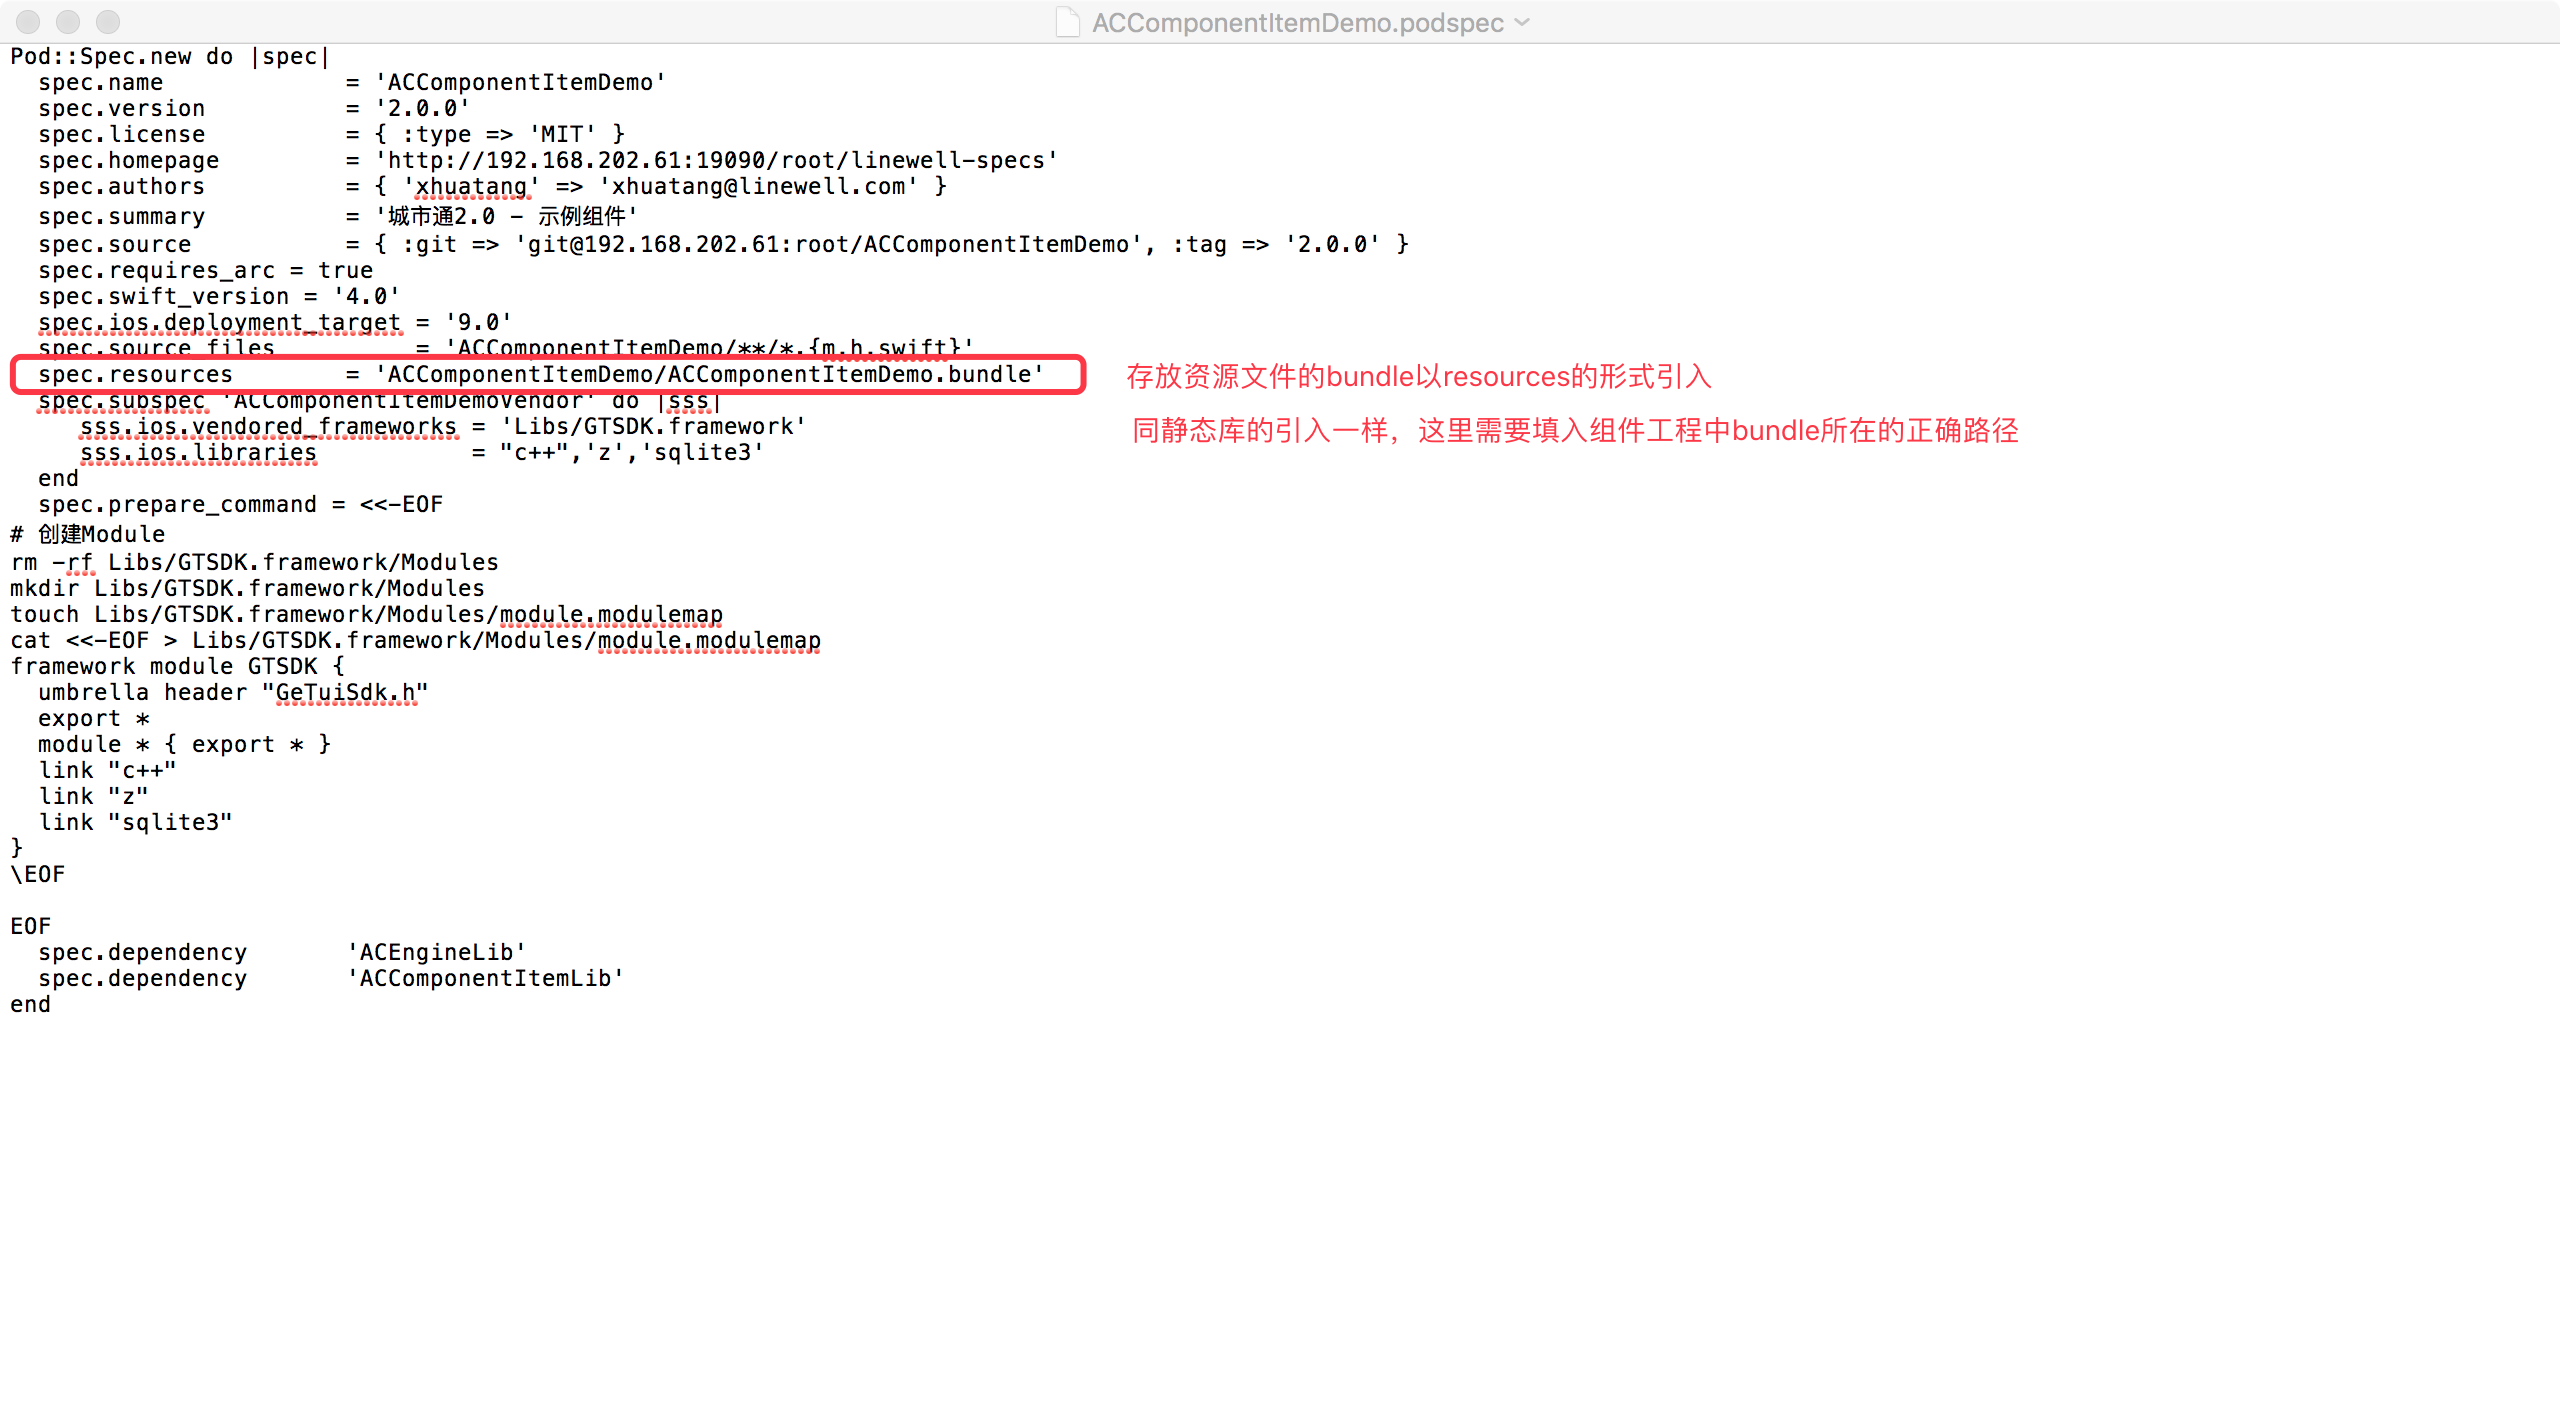 ACComponentItemDemo.podspec
Pod::Spec.new do |spec|
  spec.name             = 'ACComponentItemDemo'
  spec.version          = '2.0.0'
  spec.license          = { :type => 'MIT' }
  spec.homepage         = 'http://192.168.202.61:19090/root/linewell-specs'
  spec.authors          = { 'xhuatang' => 'xhuatang@linewell.com' }
  spec.summary          = '城市通2.0 - 示例组件'
  spec.source           = { :git => 'git@192.168.202.61:root/ACComponentItemDemo', :tag => '2.0.0' }
  spec.requires_arc = true
  spec.swift_version = '4.0'
  spec.ios.deployment_target = '9.0'
  spec.source_files          = 'ACComponentItemDemo/**/*.{m,h,swift}'
  spec.resources        = 'ACComponentItemDemo/ACComponentItemDemo.bundle'
存放资源文件的bundle以resources的形式引入
  spec.subspec 'ACComponentItemDemoVendor' do |sss|
     sss.ios.vendored_frameworks = 'Libs/GTSDK.framework'
同静态库的引入一样，这里需要填入组件工程中bundle所在的正确路径
     sss.ios.libraries           = "c++",'z','sqlite3'
  end
  spec.prepare_command = <<-EOF
# 创建Module
rm -rf Libs/GTSDK.framework/Modules
mkdir Libs/GTSDK.framework/Modules
touch Libs/GTSDK.framework/Modules/module.modulemap
cat <<-EOF > Libs/GTSDK.framework/Modules/module.modulemap
framework module GTSDK {
  umbrella header "GeTuiSdk.h"
  export *
  module * { export * }
  link "c++"
  link "z"
  link "sqlite3"
}
\EOF
EOF
  spec.dependency       'ACEngineLib'
  spec.dependency       'ACComponentItemLib'
end